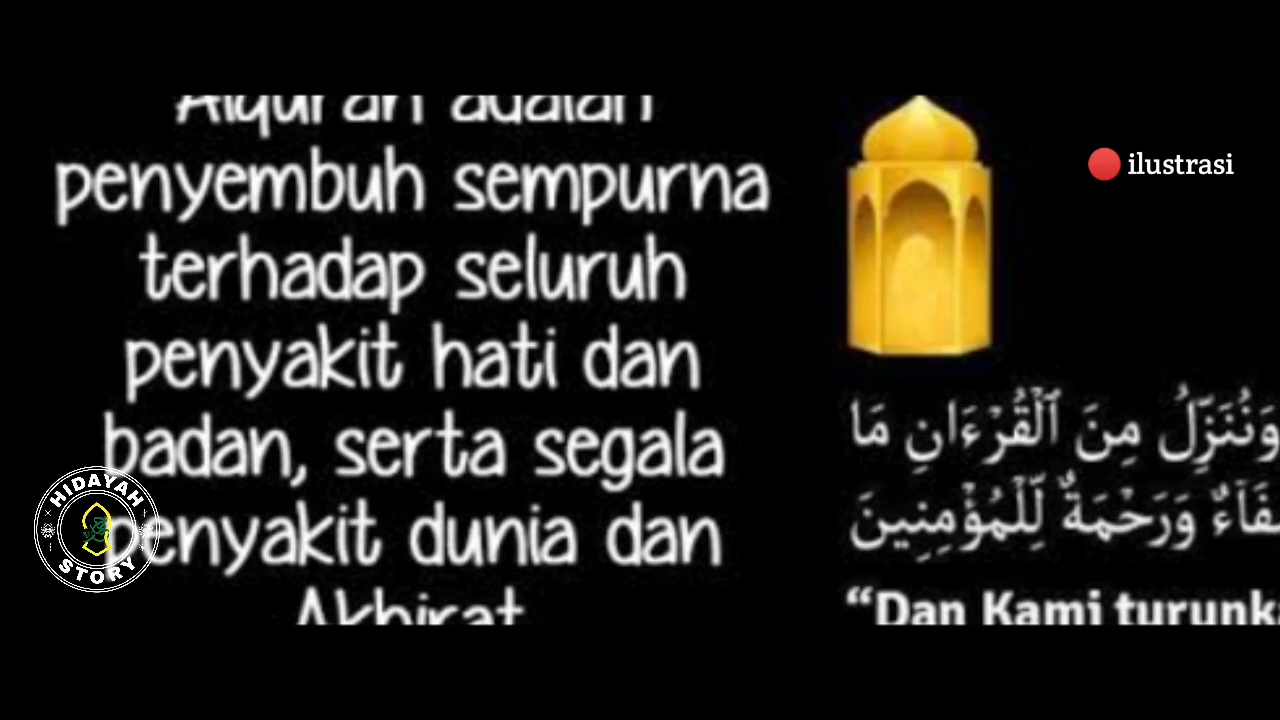 Alquran adalah
penyembuh sempurna
terhadap seluruh
penyakit hati dan
badan, serta segala
penyakit dunia dan
Akhirat
ilustrasi
وَنُنَزِّلُ مِنَ ٱلْقُرْءَانِ مَا
وَرَحْمَةٌ لِّلْمُؤْمِنِينَ
“Dan Kami
HIDAYAH
STORY